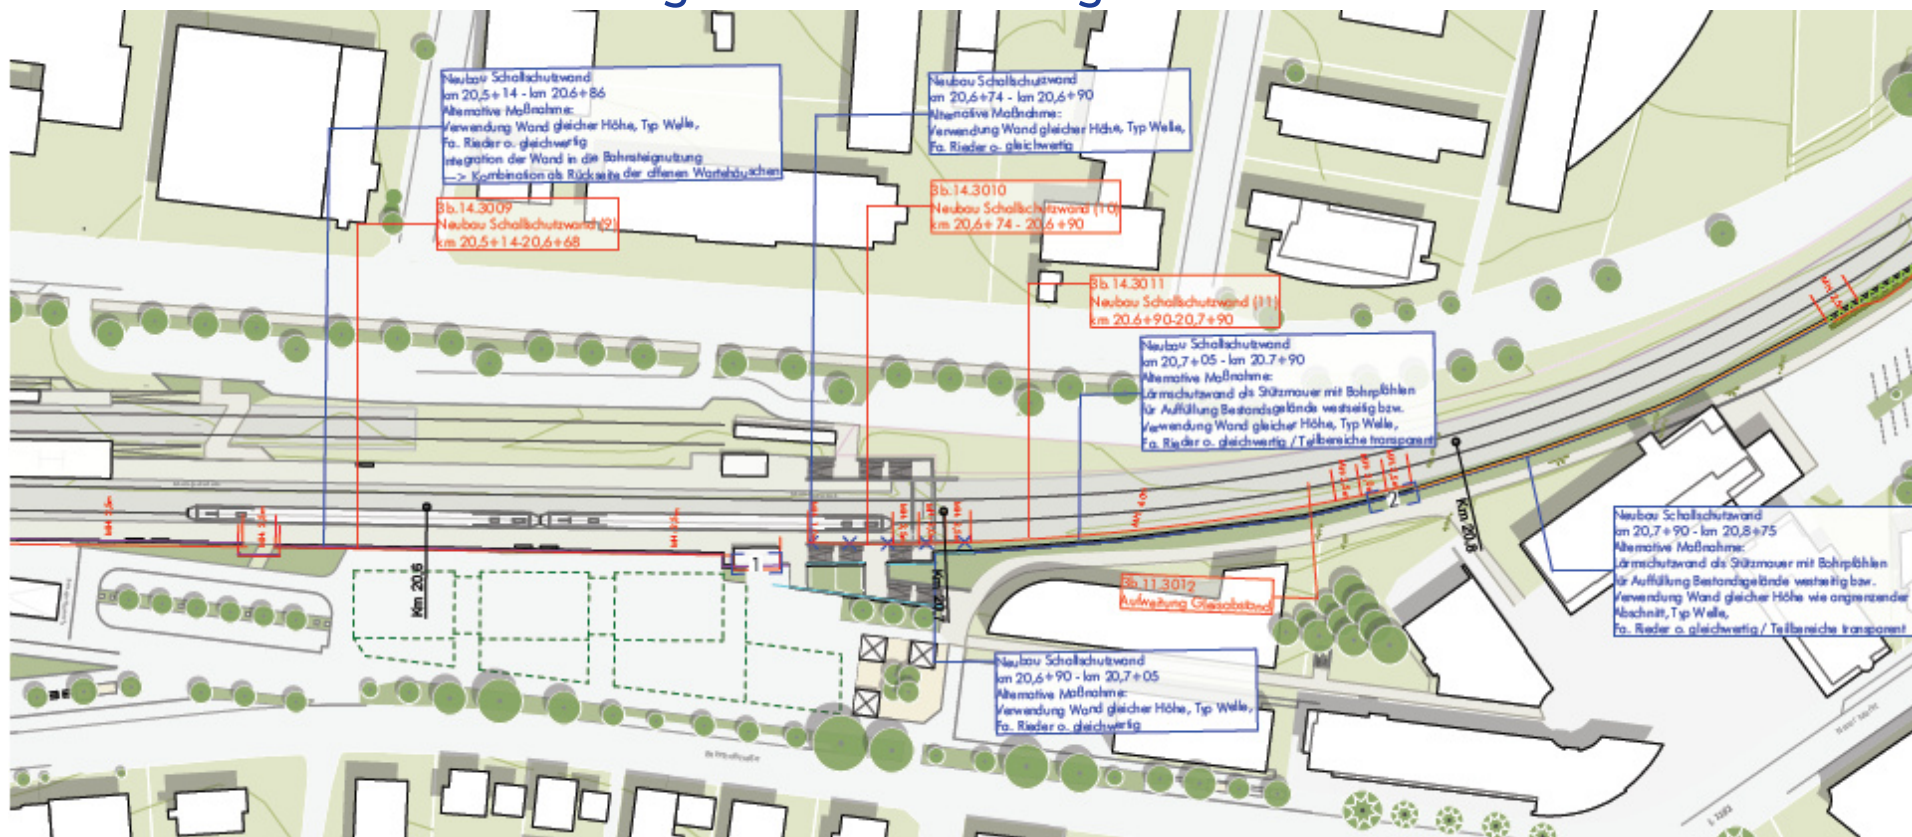 Neubau Schallschutzwand
km 20,5+14 - km 20.6+86
Alternative Maßnahme:
Verwendung Wand gleicher Höhe, Typ Welle,
Fa. Rieder o. gleichwertig
Integration der Wand in die Bahnsteignutzung
—> Kombination als Rückseite der offenen Wartehäuschen
Neubau Schallschutzwand
km 20,6+74 - km 20,6+90
Alternative Maßnahme:
Verwendung Wand gleicher Höhe, Typ Welle,
Fa. Rieder o. gleichwertig
3b.14.3009
Neubau Schallschutzwand (9)
km 20,5+14-20,6+68
3b.14.3010
Neubau Schallschutzwand (10)
km 20,6+74 - 20,6+90
3b.14.3011
Neubau Schallschutzwand (11)
km 20.6+90-20,7+90
Neubau Schallschutzwand
km 20,7+05 - km 20.7+90
Alternative Maßnahme:
Lärmschutzwand als Stützmauer mit Bohrpfählen
für Auffüllung Bestandsgelände westseitig bzw.
Verwendung Wand gleicher Höhe, Typ Welle,
Fa. Rieder o. gleichwertig / Teilbereiche transparent
Neubau Schallschutzwand
km 20,7+90 - km 20,8+75
Alternative Maßnahme:
Lärmschutzwand als Stützmauer mit Bohrpfählen
für Auffüllung Bestandsgelände westseitig bzw.
Verwendung Wand gleicher Höhe wie angrenzender
Abschnitt, Typ Welle,
Fa. Rieder o. gleichwertig / Teilbereiche transparent
3b.11.3012
Aufweitung Gleisabstand
Neubau Schallschutzwand
km 20,6+90 - km 20,7+05
Alternative Maßnahme:
Verwendung Wand gleicher Höhe, Typ Welle,
Fa. Rieder o. gleichwertig
Km 20,6
Km 20,7
Km 20,8
1
2